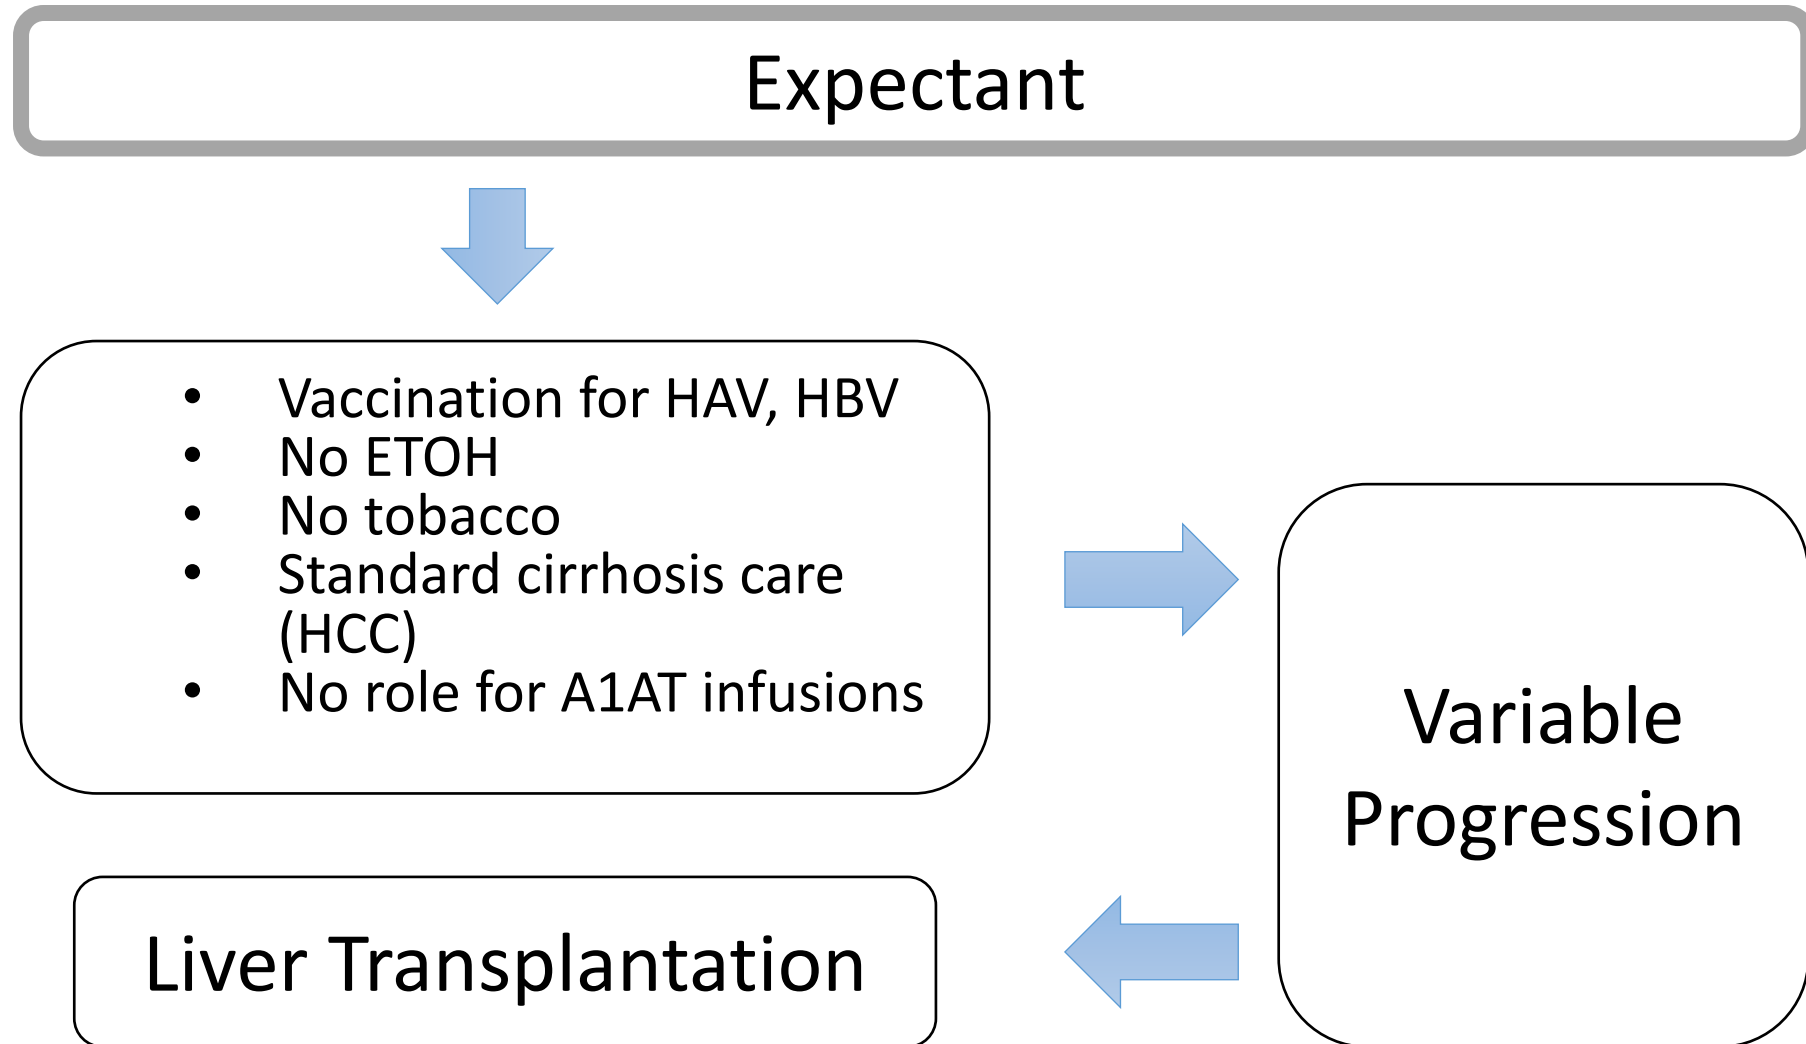 Expectant
• Vaccination for HAV, HBV
• No ETOH
• No tobacco
• Standard cirrhosis care
(HCC)
• No role for A1AT infusions
Variable
Progression
Liver Transplantation